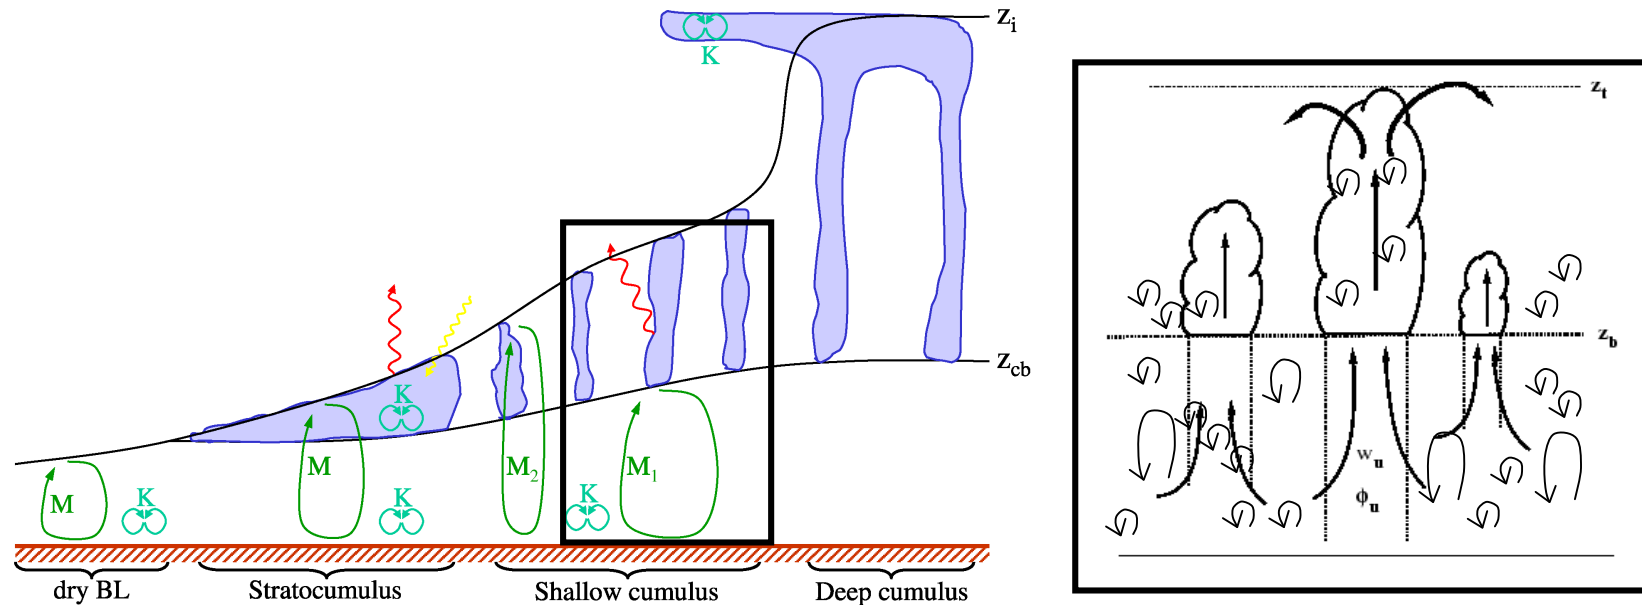 z_i
K
z_t
z_b
z_cb
K
M
M_2
M_1
w_u
K
K
K
M
ϕ_u
dry BL
Stratocumulus
Shallow cumulus
Deep cumulus